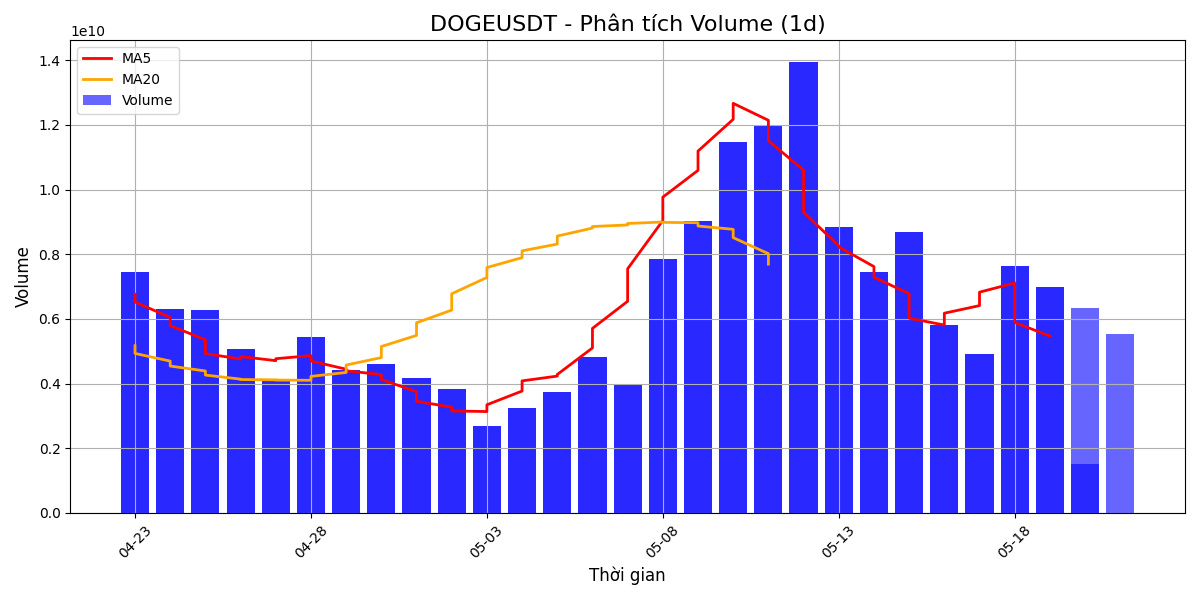 DOGEUSDT - Phân tích Volume (1d)
1e10
MA5
MA20
Volume
1.4
1.2
1.0
0.8
0.6
0.4
0.2
0.0
Volume
04-23
04-28
05-03
05-08
05-13
05-18
Thời gian